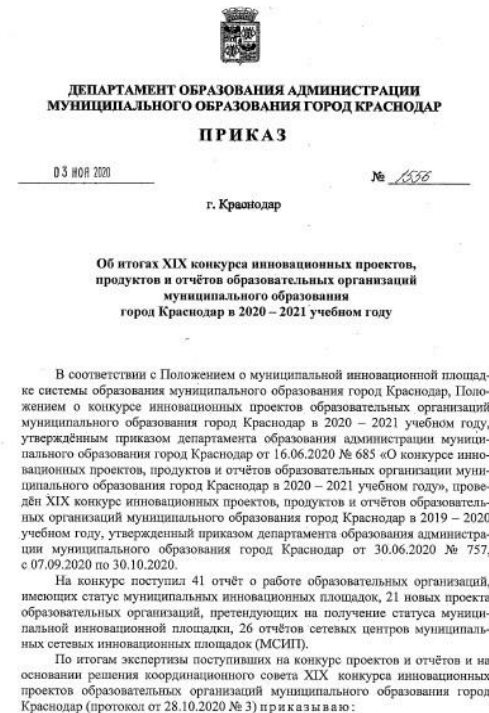 ДЕПАРТАМЕНТ ОБРАЗОВАНИЯ АДМИНИСТРАЦИИ
МУНИЦИПАЛЬНОГО ОБРАЗОВАНИЯ ГОРОД КРАСНОДАР
ПРИКАЗ
03 НОЯ 2020 № 1556
г. Краснодар
Об итогах XIX конкурса инновационных проектов,
продуктов и отчётов образовательных организаций
муниципального образования
город Краснодар в 2020 – 2021 учебном году
В соответствии с Положением о муниципальной инновационной площад-
ке системы образования муниципального образования город Краснодар, Поло-
жением о конкурсе инновационных проектов образовательных организаций
муниципального образования город Краснодар в 2020 – 2021 учебном году,
утверждённым приказом департамента образования администрации муници-
пального образования город Краснодар от 16.06.2020 № 685 «О конкурсе инно-
вационных проектов, продуктов и отчётов образовательных организаций муни-
ципального образования город Краснодар в 2020 – 2021 учебном году», прове-
дён XIX конкурс инновационных проектов, продуктов и отчётов образователь-
ных организаций муниципального образования город Краснодар в 2019 – 2020
учебном году, утвержденный приказом департамента образования администра-
ции муниципального образования город Краснодар от 30.06.2020 № 757,
с 07.09.2020 по 30.10.2020.
На конкурс поступил 41 отчёт о работе образовательных организаций,
имеющих статус муниципальных инновационных площадок, 21 новых проекта
образовательных организаций, претендующих на получение статуса муници-
пальной инновационной площадки, 26 отчётов сетевых центров муниципаль-
ных сетевых инновационных площадок (МСИП).
По итогам экспертизы поступивших на конкурс проектов и отчётов и на
основании решения координационного совета XIX конкурса инновационных
проектов образовательных организаций муниципального образования город
Краснодар (протокол от 28.10.2020 № 3) приказываю: